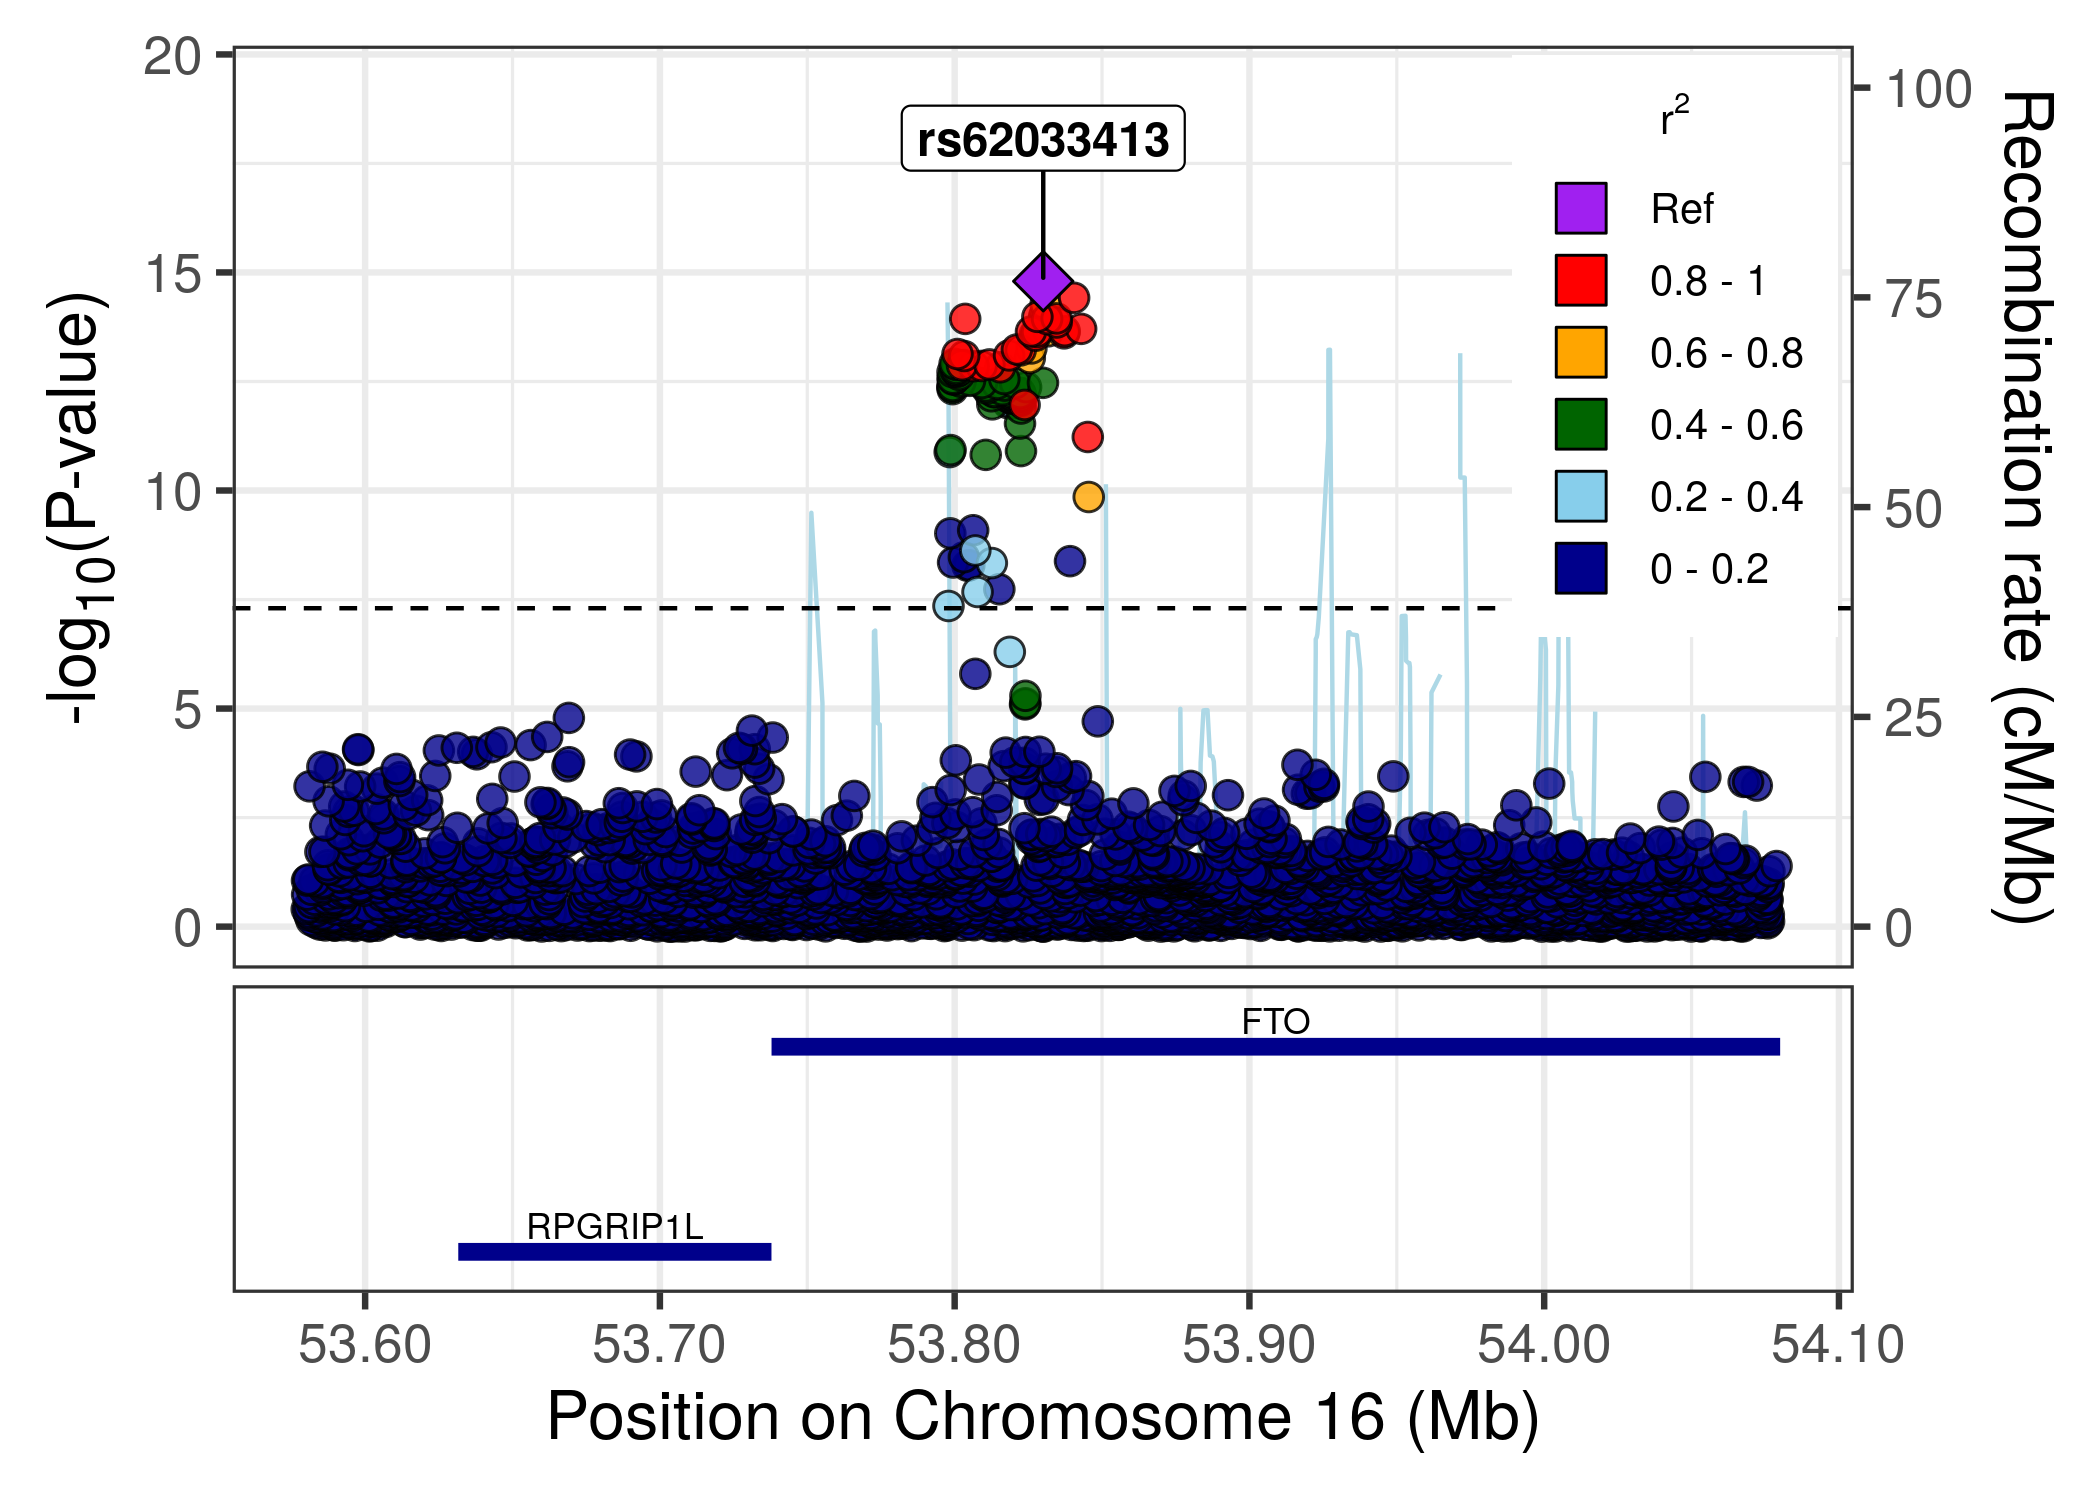 20
15
10
5
0
-log10(P-value)
rs62033413
r2
Ref
0.8 - 1
0.6 - 0.8
0.4 - 0.6
0.2 - 0.4
0 - 0.2
100
75
50
25
0
Recombination rate (cM/Mb)
FTO
RPGRIP1L
53.60 53.70 53.80 53.90 54.00 54.10
Position on Chromosome 16 (Mb)